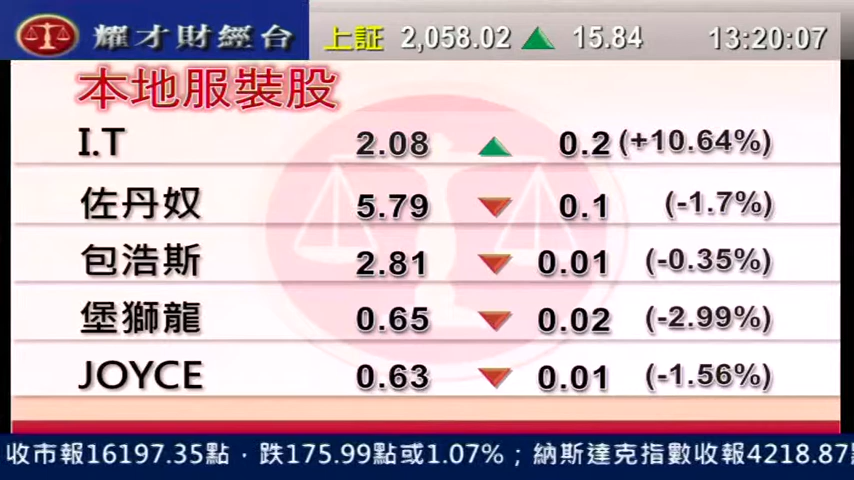 耀才財經台 上証 2,058.02 15.84 13:20:07
本地服裝股
I.T 2.08 0.2 (+10.64%)
佐丹奴 5.79 0.1 (-1.7%)
包浩斯 2.81 0.01 (-0.35%)
堡獅龍 0.65 0.02 (-2.99%)
JOYCE 0.63 0.01 (-1.56%)
收市報16197.35點，跌175.99點或1.07%；納斯達克指數收報4218.87